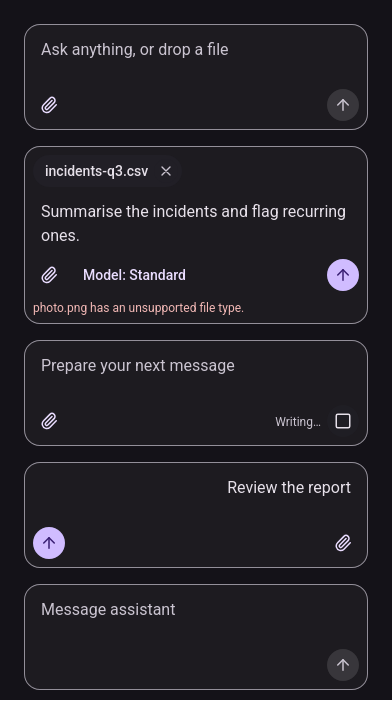 Ask anything, or drop a file
incidents-q3.csv
Summarise the incidents and flag recurring
ones.
Model: Standard
photo.png has an unsupported file type.
Prepare your next message
Writing…
Review the report
Message assistant